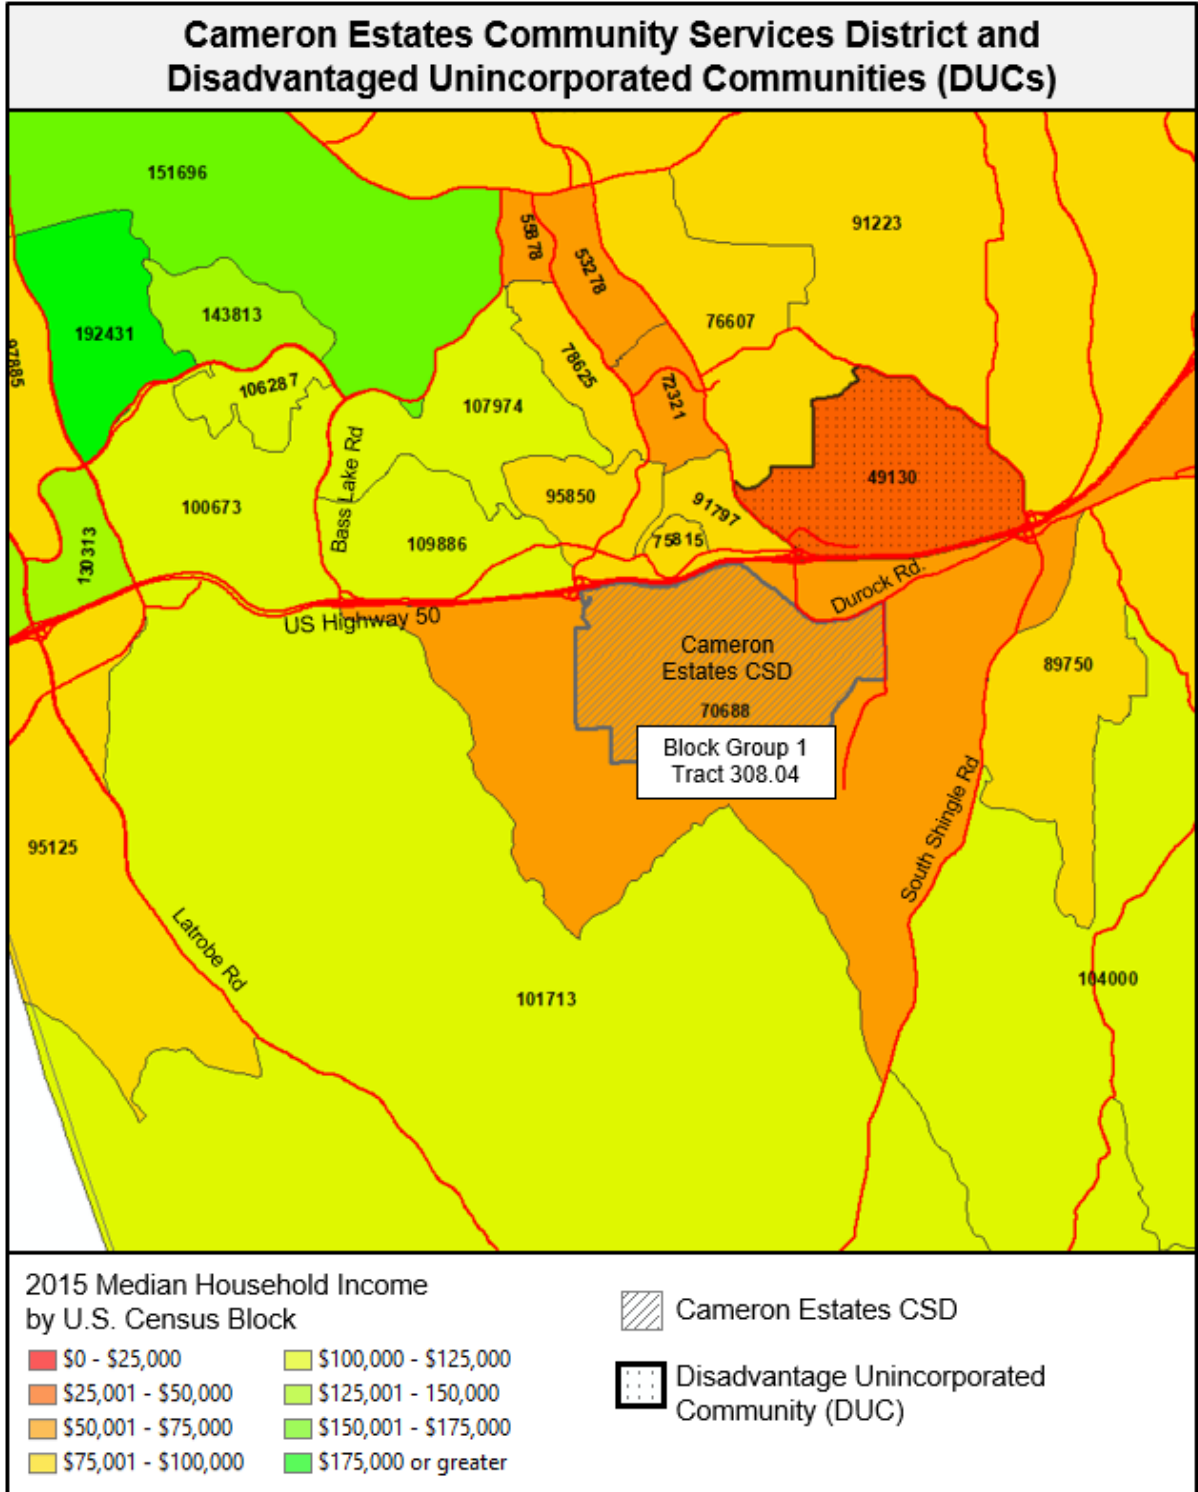 Cameron Estates Community Services District and
Disadvantaged Unincorporated Communities (DUCs)
151696
91223
55878
53278
192431
143813
76607
97885
78625
106287
72321
107974
Bass Lake Rd
49130
95850
100673
91797
109886
75815
130313
Durock Rd.
US Highway 50
Cameron
Estates CSD
89750
70688
Block Group 1
Tract 308.04
South Shingle Rd
95125
Latrobe Rd
101713
104000
2015 Median Household Income
by U.S. Census Block
$0 - $25,000
$25,001 - $50,000
$50,001 - $75,000
$75,001 - $100,000
$100,000 - $125,000
$125,001 - 150,000
$150,001 - $175,000
$175,000 or greater
Cameron Estates CSD
Disadvantage Unincorporated
Community (DUC)